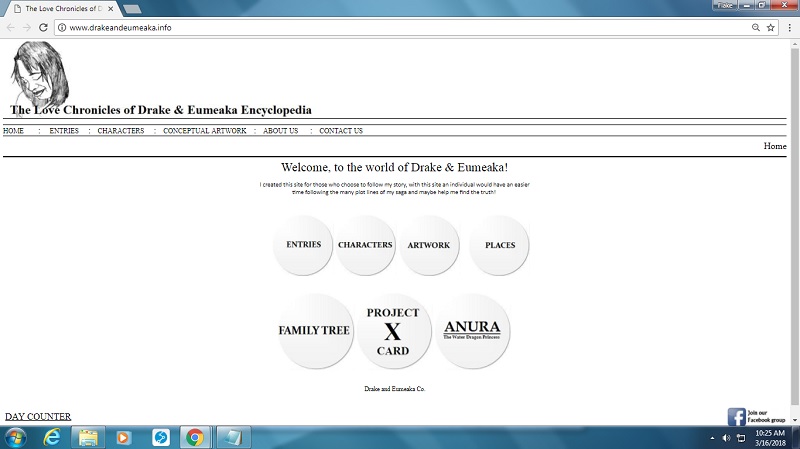 The Love Chronicles of D
Flake
www.drakeandeumeaka.info
The Love Chronicles of Drake & Eumeaka Encyclopedia
HOME : ENTRIES : CHARACTERS : CONCEPTUAL ARTWORK : ABOUT US : CONTACT US
Home
Welcome, to the world of Drake & Eumeaka!
I created this site for those who choose to follow my story, with this site an individual would have an easier
time following the many plot lines of my saga and maybe help me find the truth!
ENTRIES CHARACTERS ARTWORK PLACES
FAMILY TREE
PROJECT
X
CARD
ANURA
The Water Dragon Princess
Drake and Eumeaka Co.
DAY COUNTER
Join our
Facebook group
10:25 AM
3/16/2018